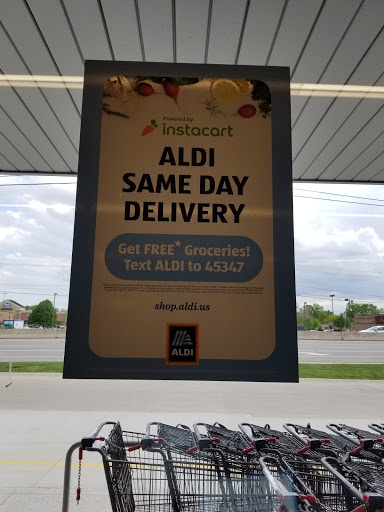 Powered by
instacart
ALDI
SAME DAY
DELIVERY
Get FREE* Groceries!
Text ALDI to 45347
shop.aldi.us
ALDI